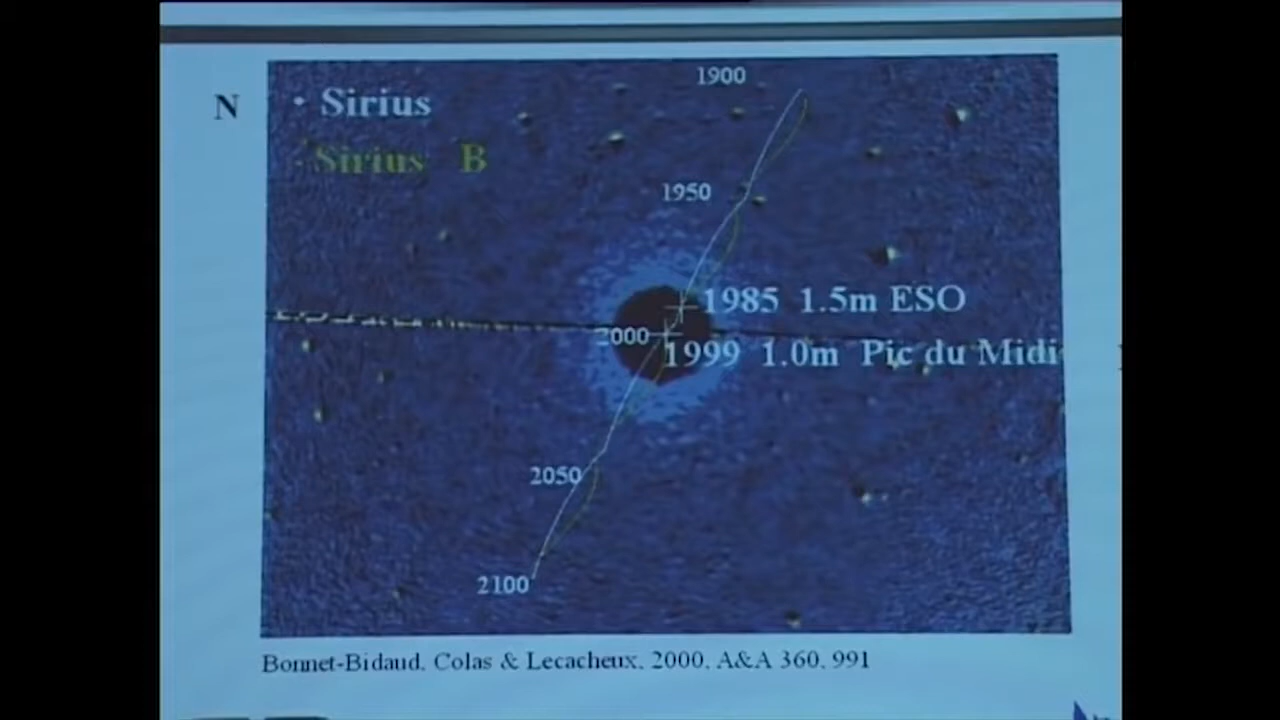 1900
N
Sirius
Sirius B
1950
1985 1.5m ESO
2000
1999 1.0m Pic du Midi
2050
2100
Bonnet-Bidaud, Colas & Lecacheux, 2000, A&A 360, 991